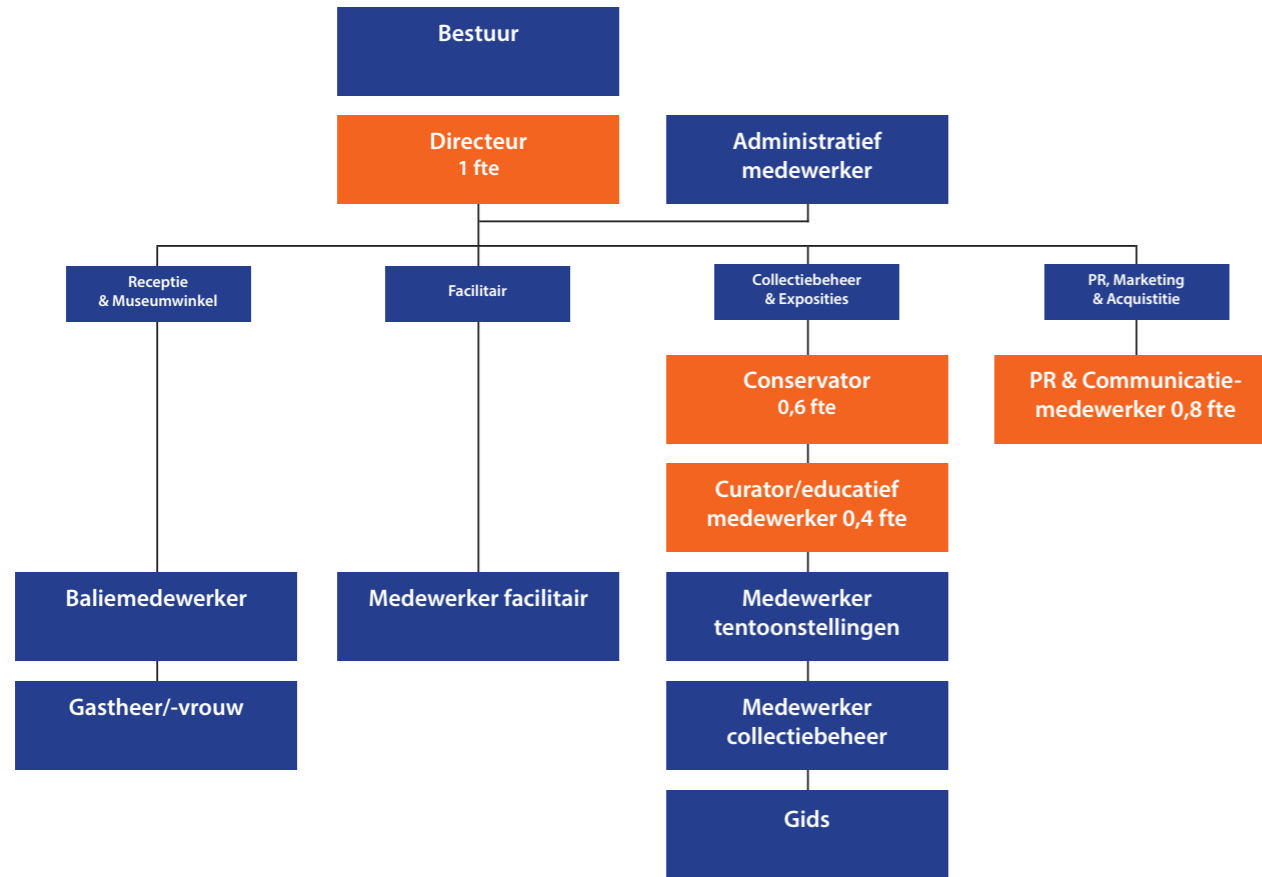 Bestuur
Directeur
1 fte
Administratief
medewerker
Receptie
& Museumwinkel
Facilitair
Collectiebeheer
& Exposities
PR, Marketing
& Acquistitie
Conservator
0,6 fte
PR & Communicatie-
medewerker 0,8 fte
Curator/educatief
medewerker 0,4 fte
Baliemedewerker
Medewerker facilitair
Medewerker
tentoonstellingen
Gastheer/-vrouw
Medewerker
collectiebeheer
Gids